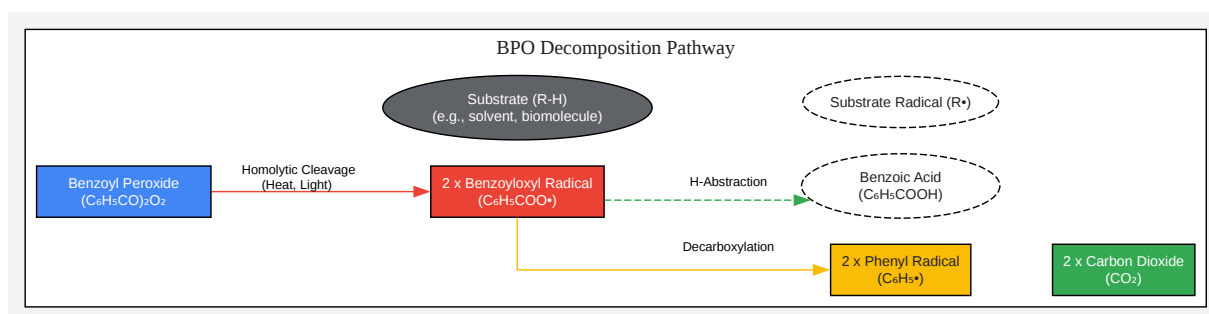 BPO Decomposition Pathway
Substrate (R-H)
(e.g., solvent, biomolecule)
Substrate Radical (R•)
Benzoyl Peroxide
(C₆H₅CO)₂O₂
Homolytic Cleavage
(Heat, Light)
2 x Benzoyloxyl Radical
(C₆H₅COO•)
H-Abstraction
Benzoic Acid
(C₆H₅COOH)
Decarboxylation
2 x Phenyl Radical
(C₆H₅•)
2 x Carbon Dioxide
(CO₂)